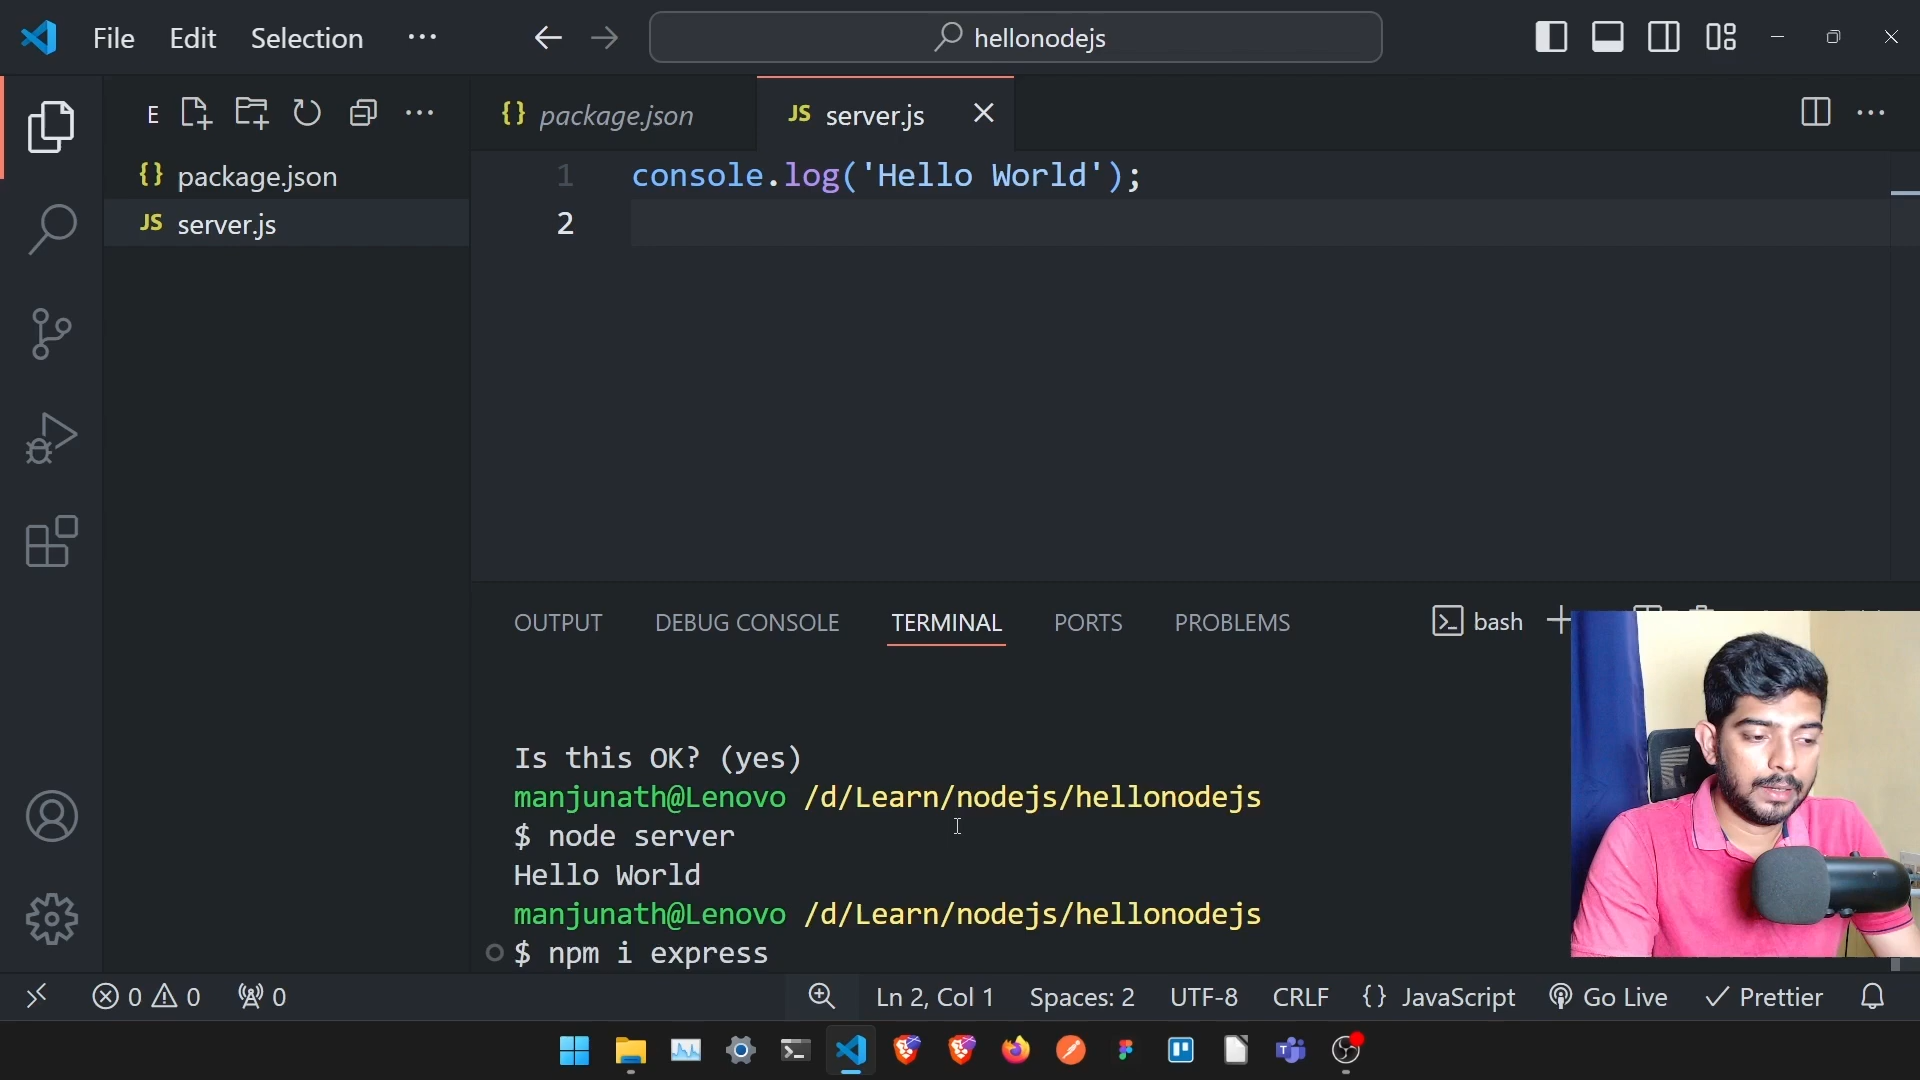 File Edit Selection ...
hellonodejs
E
{} package.json
JS server.js
{} package.json
JS server.js
1 console.log('Hello World');
2
OUTPUT DEBUG CONSOLE TERMINAL PORTS PROBLEMS
bash
Is this OK? (yes)
manjunath@Lenovo /d/Learn/nodejs/hellonodejs
$ node server
Hello World
manjunath@Lenovo /d/Learn/nodejs/hellonodejs
$ npm i express
0 0 0 Ln 2, Col 1 Spaces: 2 UTF-8 CRLF {} JavaScript Go Live Prettier